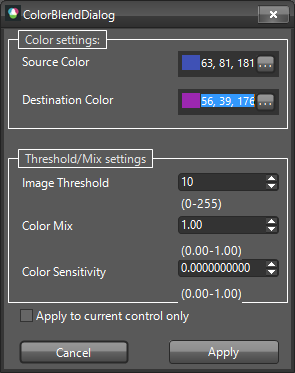 ColorBlendDialog
Color settings:
Source Color
63, 81, 181
...
Destination Color
56, 39, 176
...
Threshold/Mix settings
Image Threshold
10
(0-255)
Color Mix
1.00
(0.00-1.00)
Color Sensitivity
0.0000000000
(0.00-1.00)
Apply to current control only
Cancel
Apply